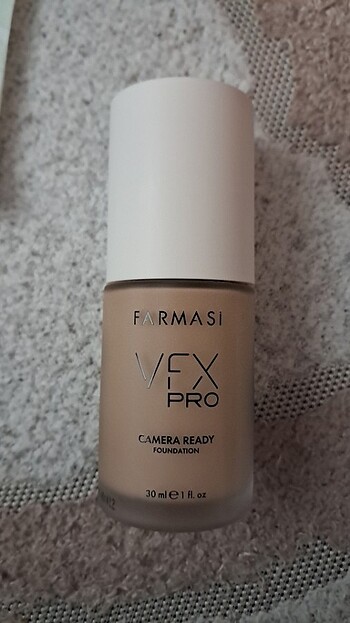 FARMASi
VFX
PRO
CAMERA READY
FOUNDATION
30 ml ℮ 1 fl. oz